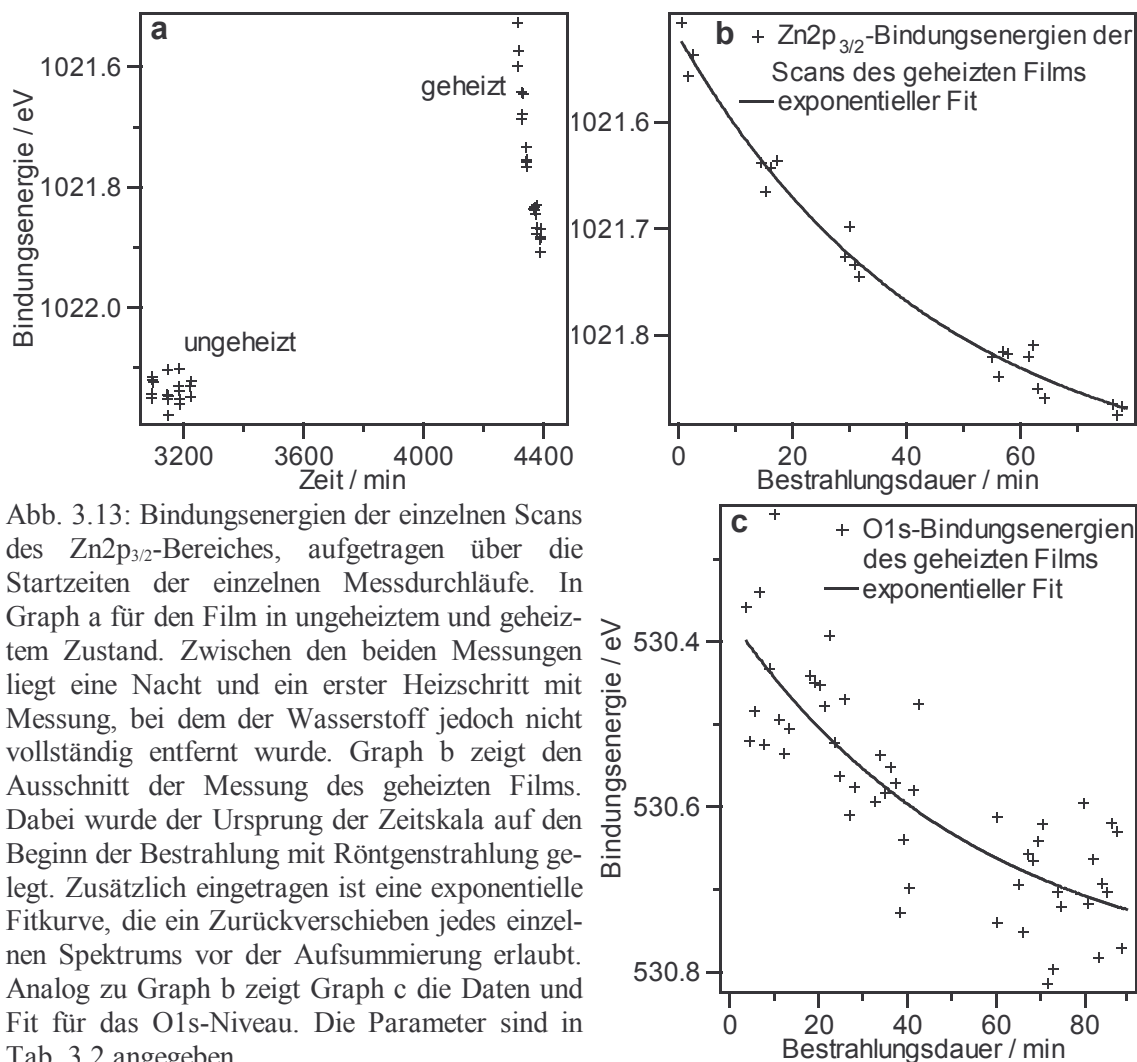 a
1021.6
1021.8
1022.0
Bindungsenergie / eV
geheizt
ungeheizt
3200
3600
4000
4400
Zeit / min
b
+ Zn2p3/2-Bindungsenergien der
Scans des geheizten Films
exponentieller Fit
1021.6
1021.7
1021.8
0
20
40
60
Bestrahlungsdauer / min
Abb. 3.13: Bindungsenergien der einzelnen Scans
des Zn2p3/2-Bereiches, aufgetragen über die
Startzeiten der einzelnen Messdurchläufe. In
Graph a für den Film in ungeheiztem und geheiz-
tem Zustand. Zwischen den beiden Messungen
liegt eine Nacht und ein erster Heizschritt mit
Messung, bei dem der Wasserstoff jedoch nicht
vollständig entfernt wurde. Graph b zeigt den
Ausschnitt der Messung des geheizten Films.
Dabei wurde der Ursprung der Zeitskala auf den
Beginn der Bestrahlung mit Röntgenstrahlung ge-
legt. Zusätzlich eingetragen ist eine exponentielle
Fitkurve, die ein Zurückverschieben jedes einzel-
nen Spektrums vor der Aufsummierung erlaubt.
Analog zu Graph b zeigt Graph c die Daten und
Fit für das O1s-Niveau. Die Parameter sind in
Tab. 3.2 angegeben
c
+ O1s-Bindungsenergien
des geheizten Films
exponentieller Fit
530.4
530.6
530.8
Bindungsenergie / eV
0
20
40
60
80
Bestrahlungsdauer / min